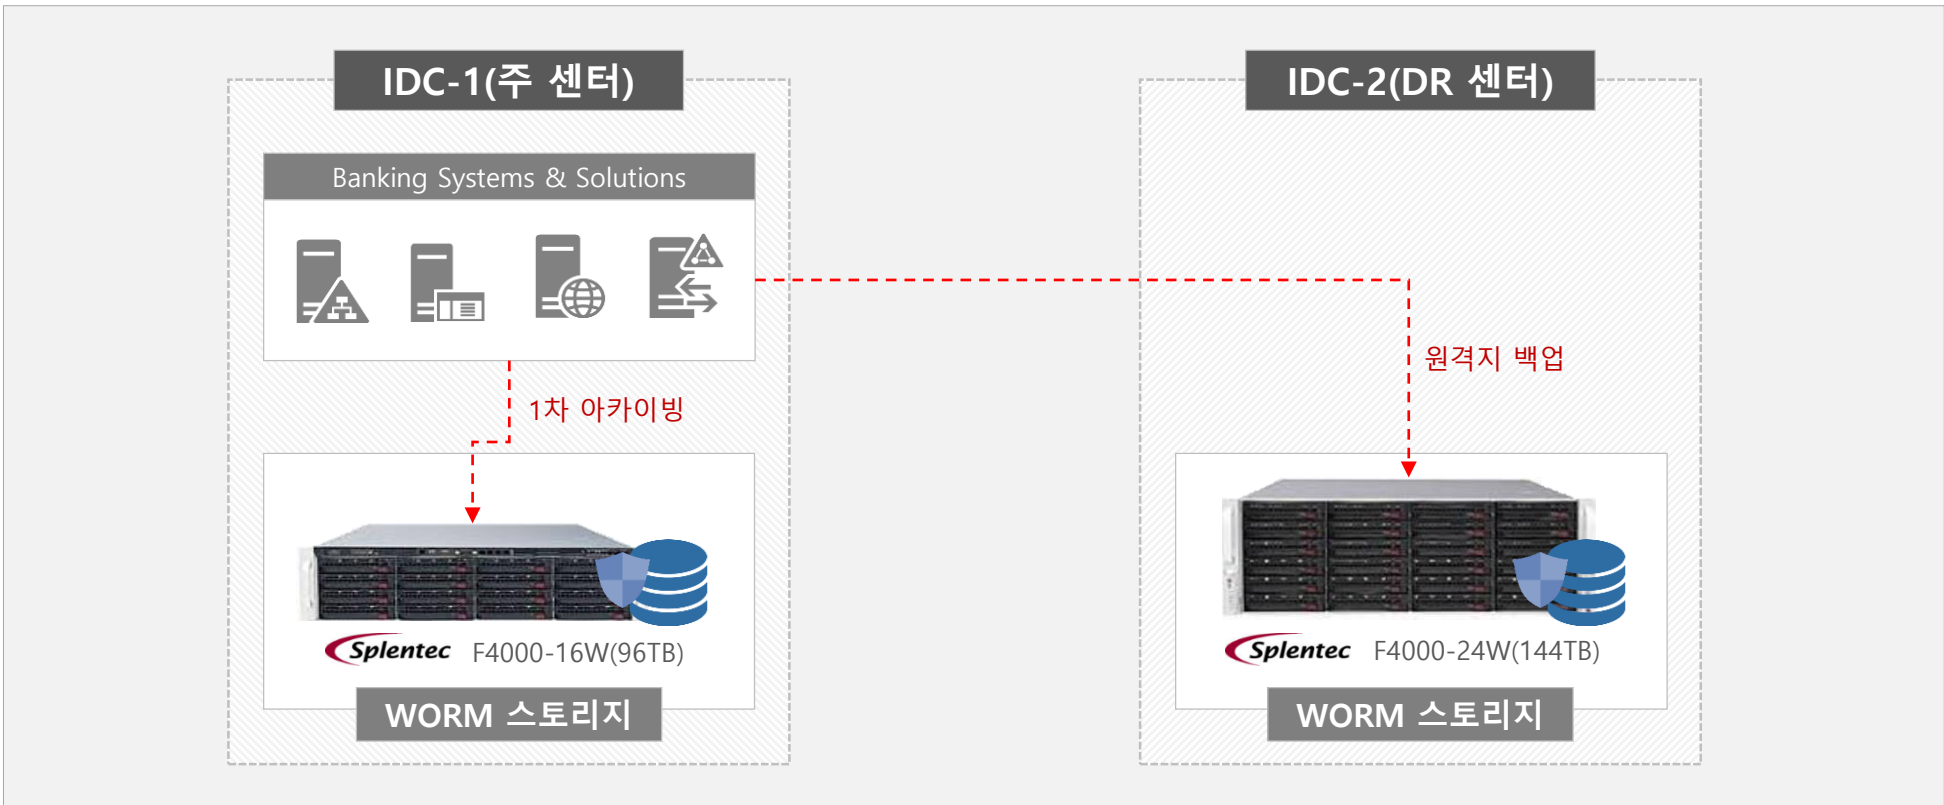 IDC-1(주 센터)
IDC-2(DR 센터)
Banking Systems & Solutions
원격지 백업
1차 아카이빙
Splentec F4000-16W(96TB)
Splentec F4000-24W(144TB)
WORM 스토리지
WORM 스토리지